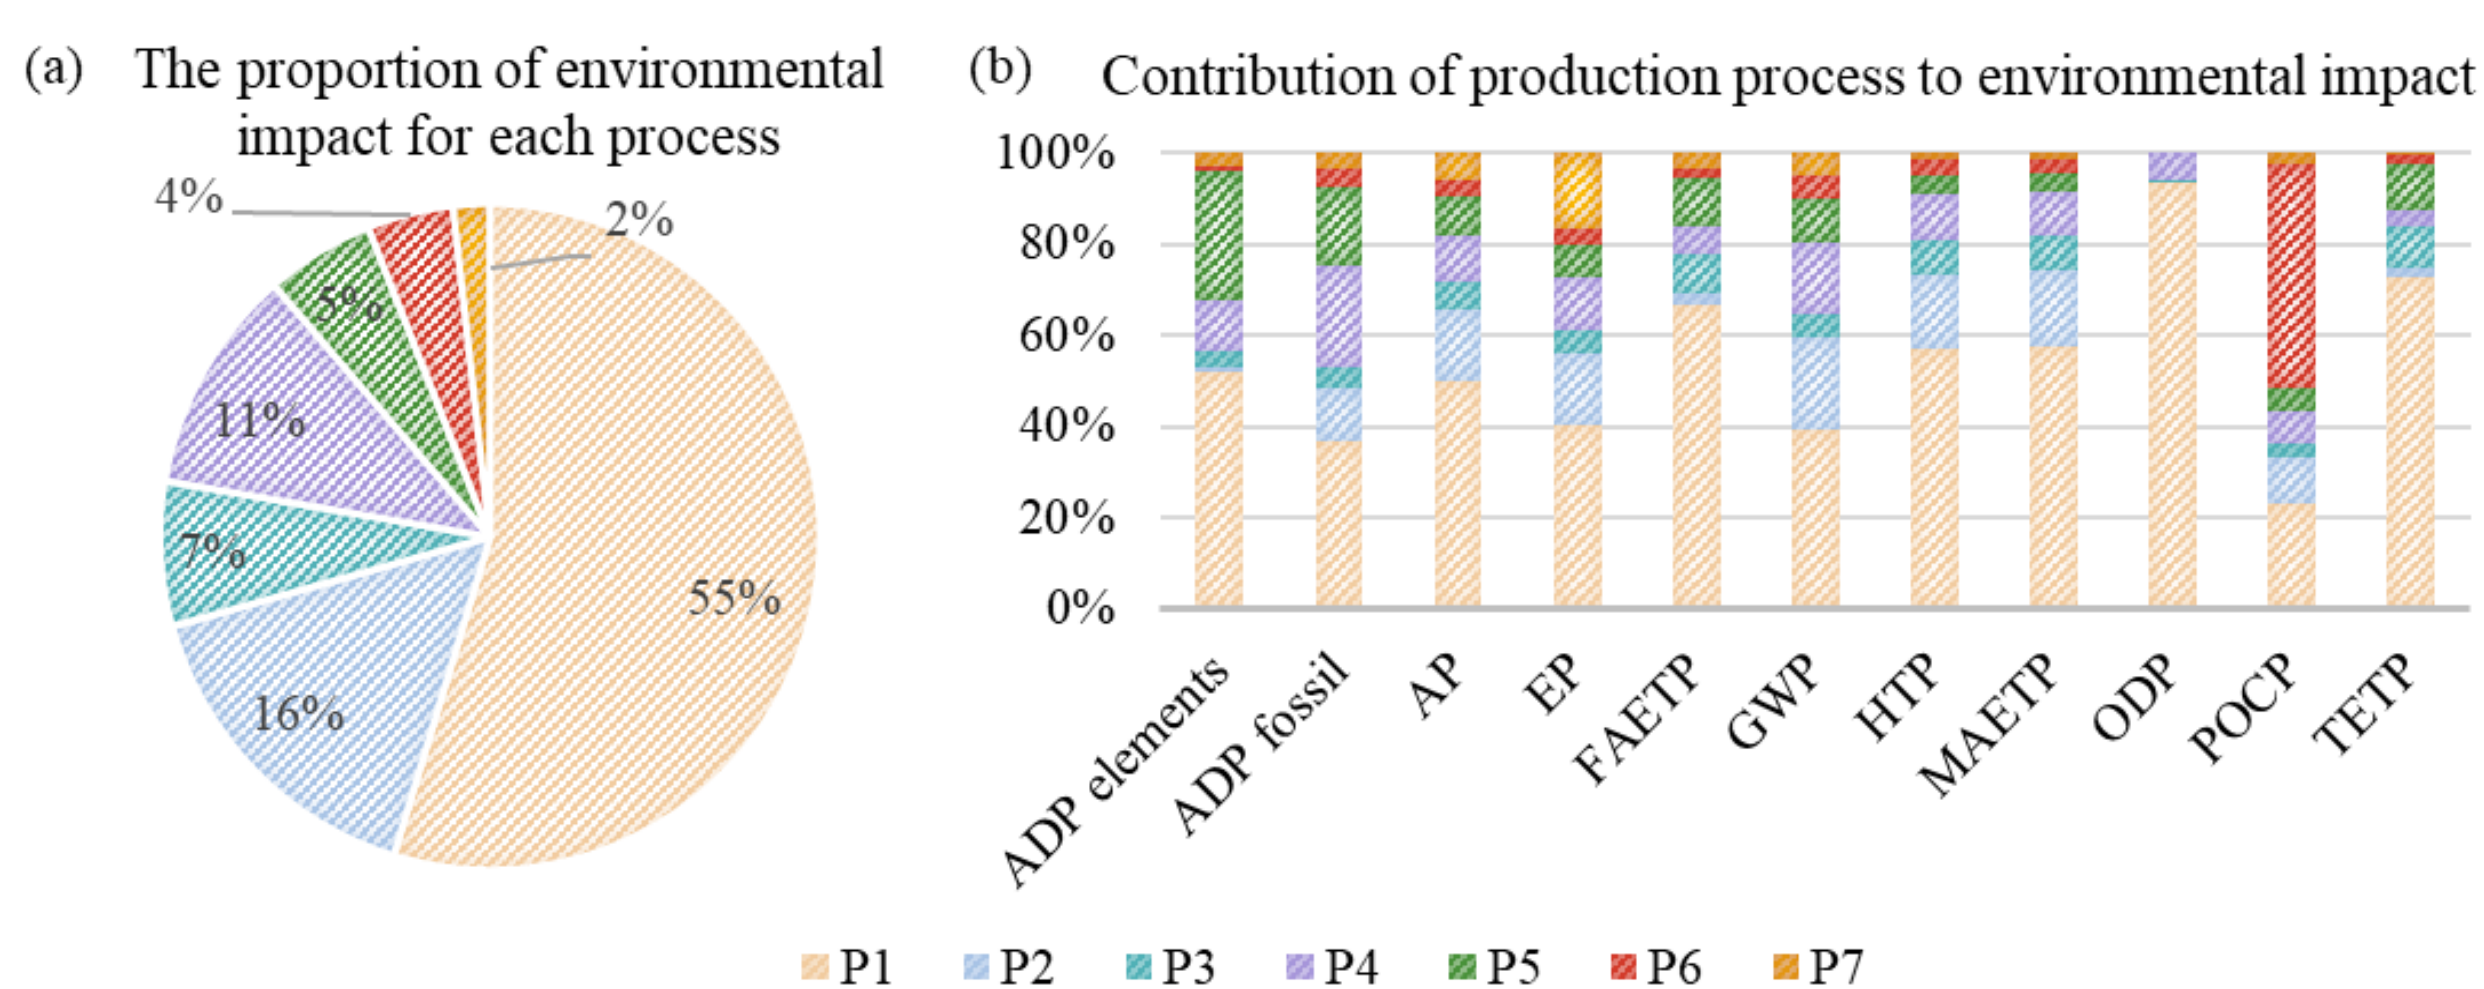 (a) The proportion of environmental
impact for each process
4%
2%
5%
11%
7%
55%
16%
(b) Contribution of production process to environmental impact
100%
80%
60%
40%
20%
0%
ADP elements
ADP fossil
AP
EP
FAETP
GWP
HTP
MAETP
ODP
POCP
TETP
P1 P2 P3 P4 P5 P6 P7